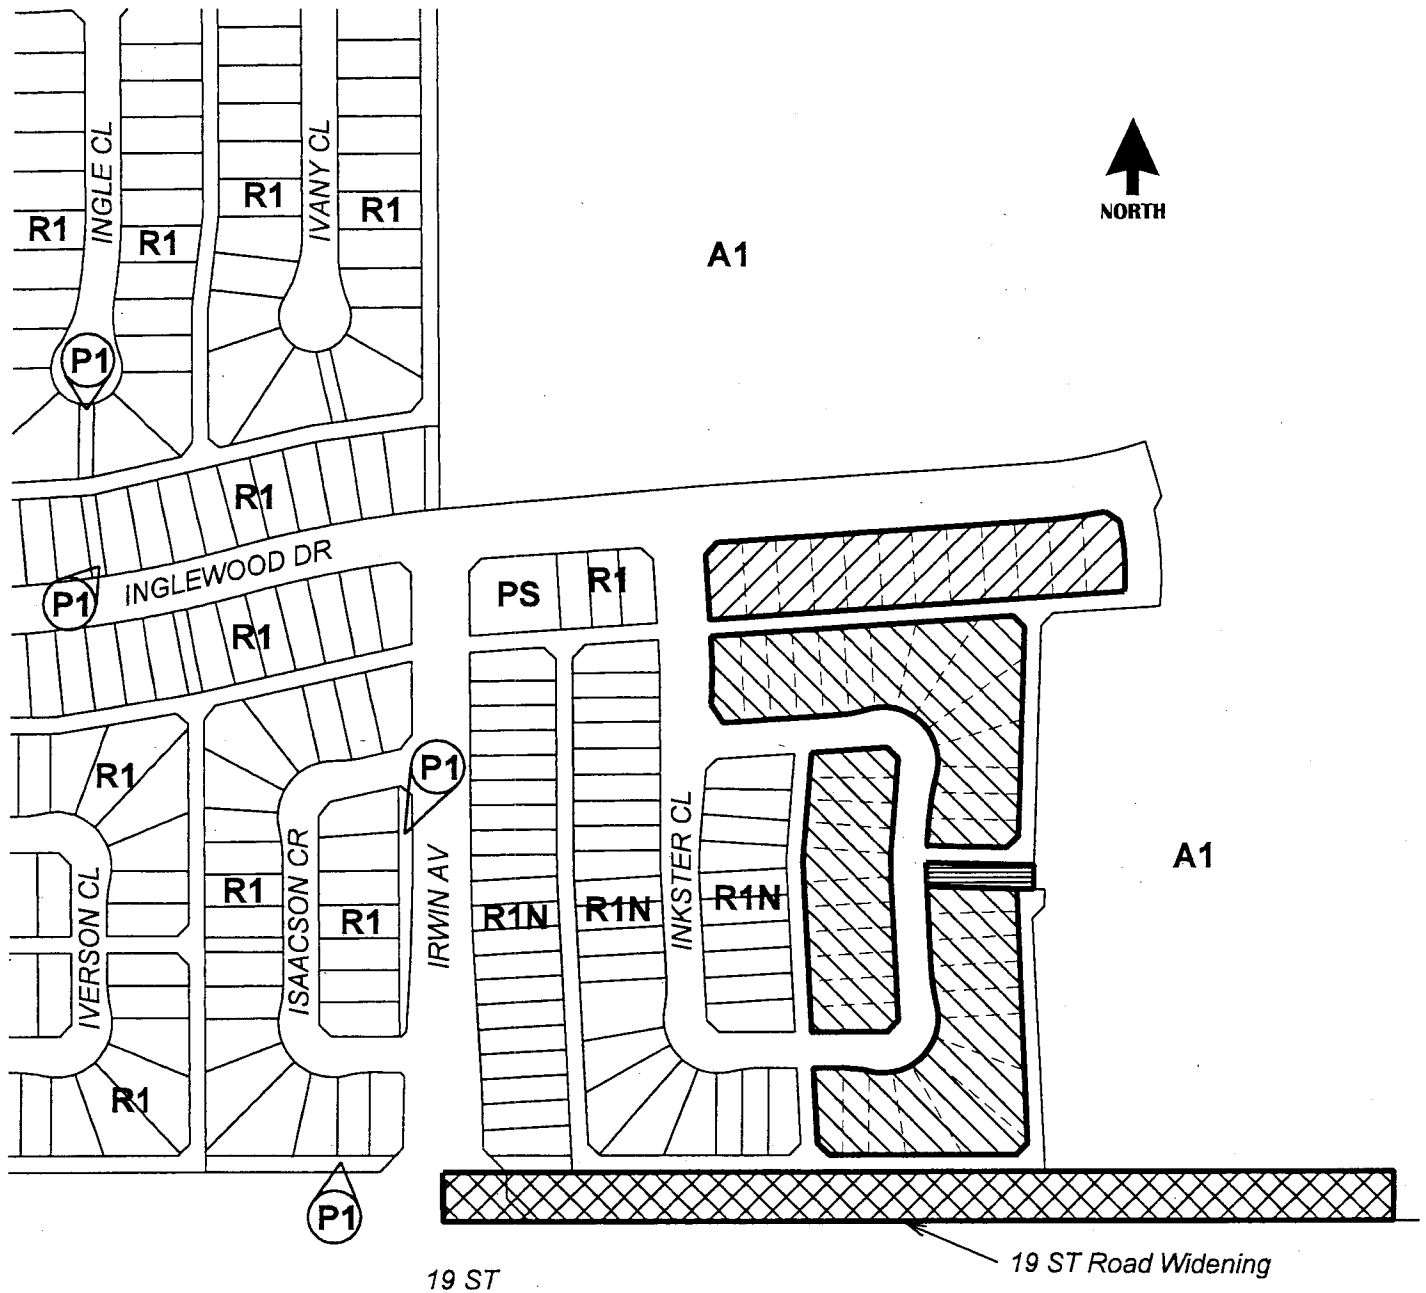 INGLE CL
IVANY CL
R1
R1
R1
R1
NORTH
A1
P1
R1
INGLEWOOD DR
P1
PS
R1
R1
P1
R1
A1
INKSTER CL
IVERSON CL
ISAACSON CR
R1
R1
IRWIN AV
R1N
R1N
R1N
R1
P1
19 ST Road Widening
19 ST